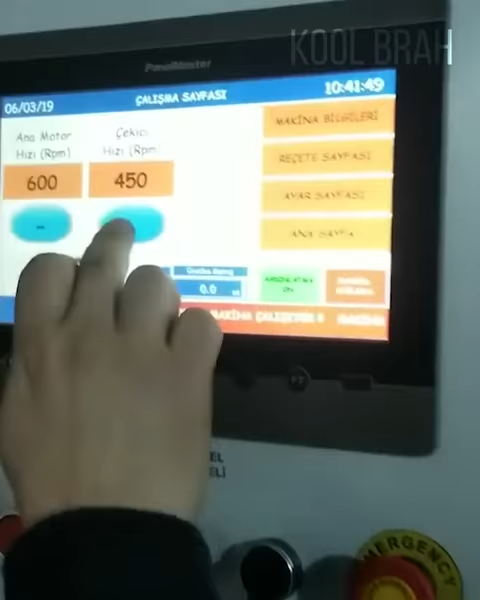 KOOL BRAH
PanelMaster
06/03/19 ÇALIŞMA SAYFASI 10:41:49
Ana Motor
Hızı (Rpm)
Çekici
Hızı (Rpm)
600
450
-
MAKİNA BİLGİLERİ
REÇETE SAYFASI
AYAR SAYFASI
ANA SAYFA
0.0
MAKİNA ÇALIŞIYOR
EMERGENCY